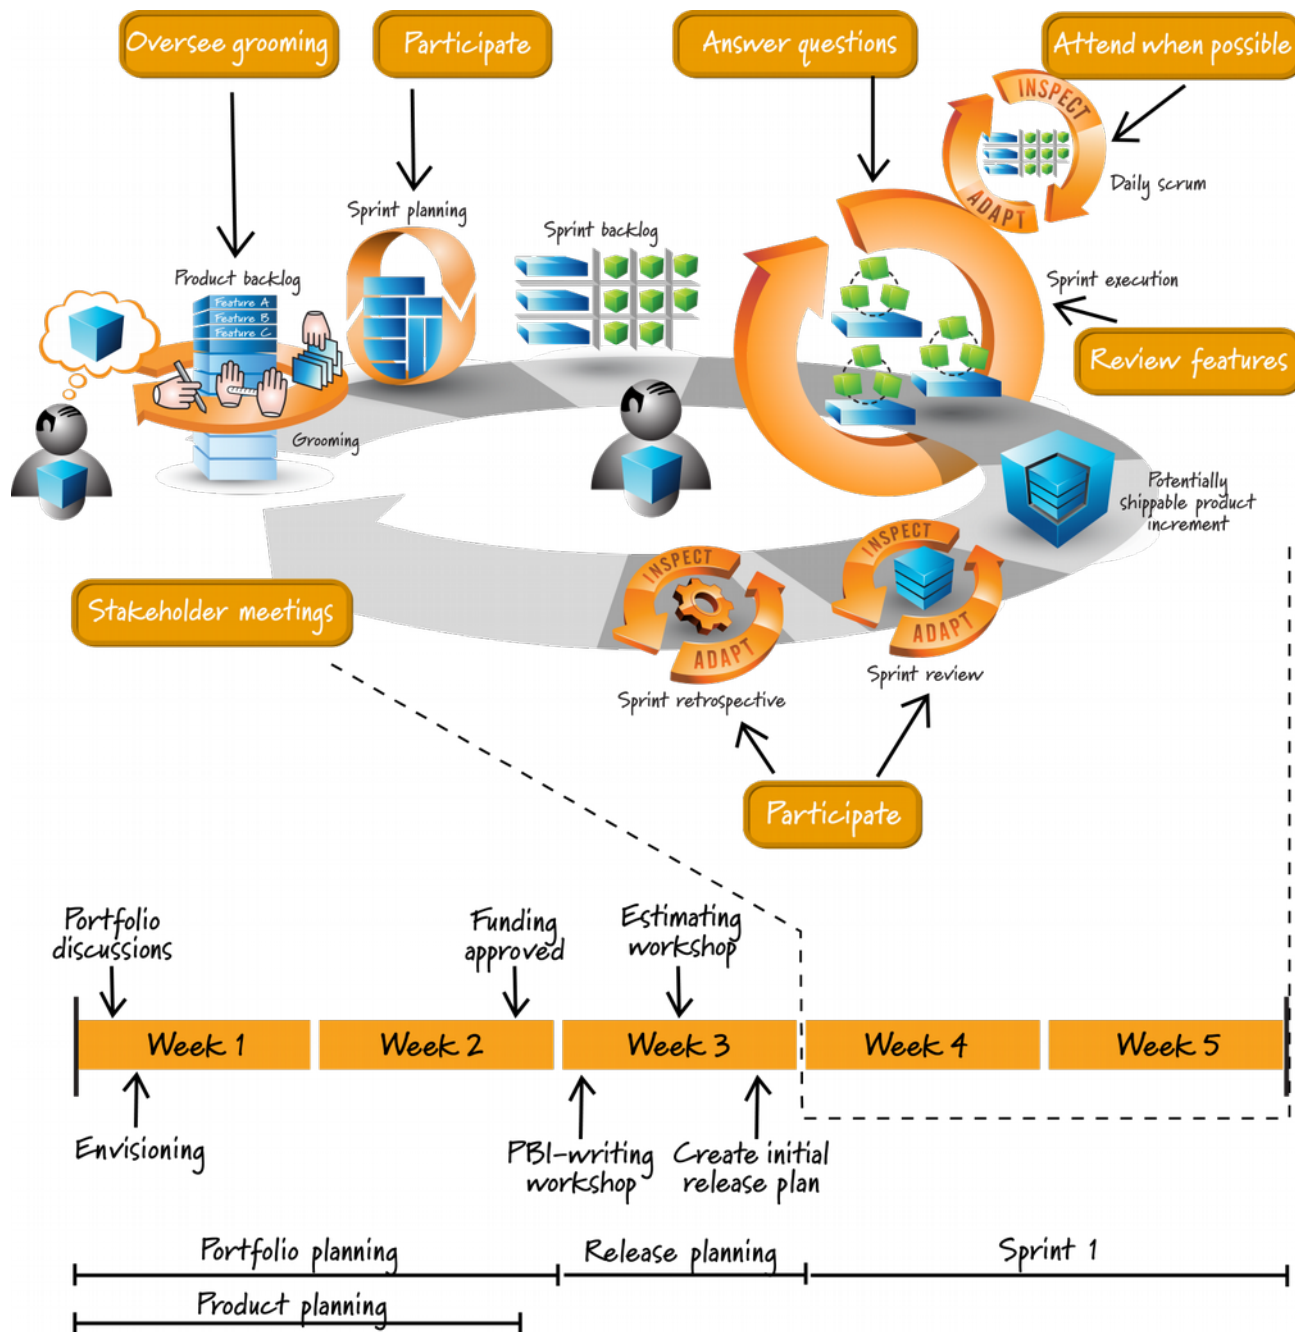 Oversee grooming
Participate
Answer questions
Attend when possible
INSPECT
ADAPT
Daily scrum
Sprint planning
Sprint backlog
Product backlog
Feature A
Feature B
Feature C
Grooming
Sprint execution
Review features
Potentially
shippable product
increment
Stakeholder meetings
INSPECT
ADAPT
Sprint retrospective
INSPECT
ADAPT
Sprint review
Participate
Portfolio
discussions
Funding
approved
Estimating
workshop
Week 1
Week 2
Week 3
Week 4
Week 5
Envisioning
PBI-writing
workshop
Create initial
release plan
Portfolio planning
Release planning
Sprint 1
Product planning